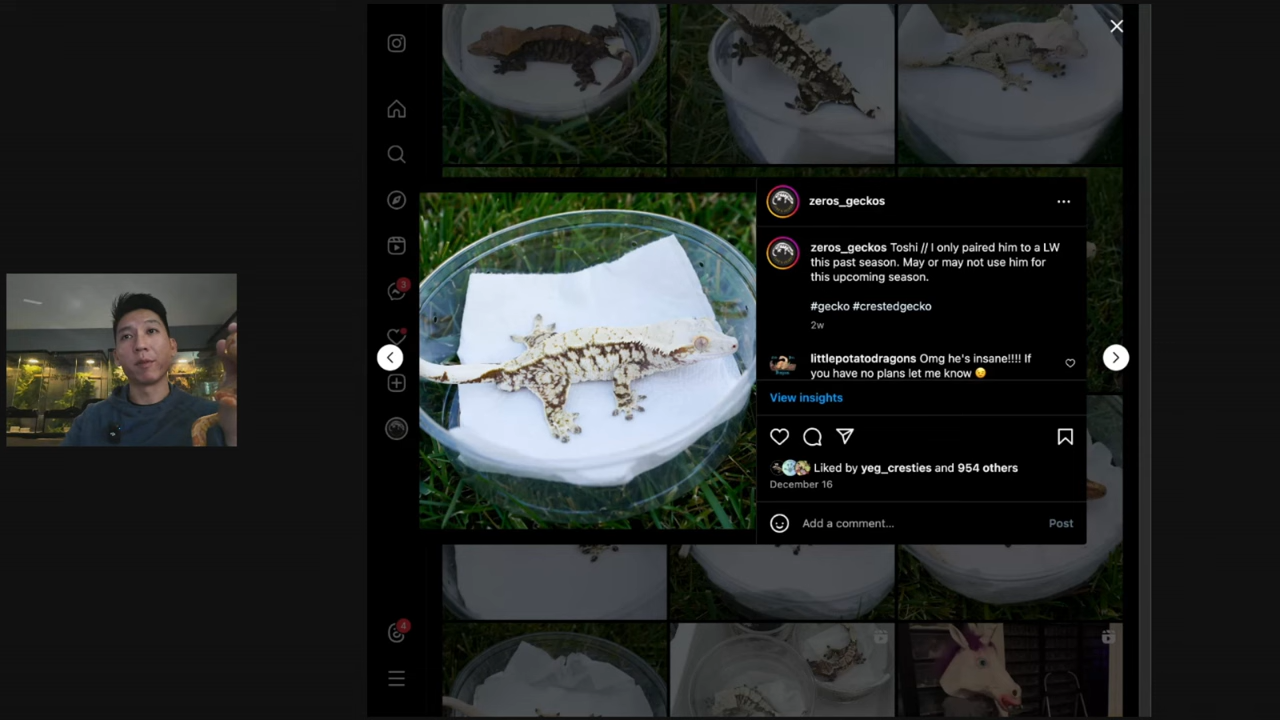 zeros_geckos
zeros_geckos Toshi // I only paired him to a LW
this past season. May or may not use him for
this upcoming season.
#gecko #crestedgecko
2w
littlepotatodragons Omg he's insane!!!! If
you have no plans let me know 😉
View insights
Liked by yeg_cresties and 954 others
December 16
Add a comment...
Post
3
4